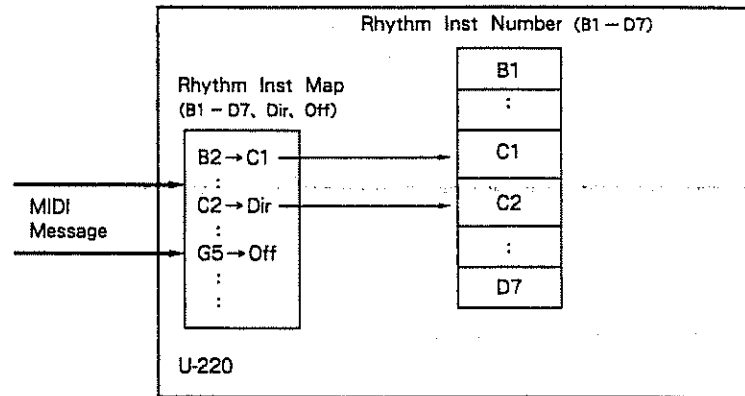 Rhythm Inst Number (B1 – D7)
Rhythm Inst Map
(B1 – D7、Dir、Off)
B1
:
C1
C2
:
D7
B2 → C1
:
C2 → Dir
:
G5 → Off
:
:
MIDI
Message
U-220